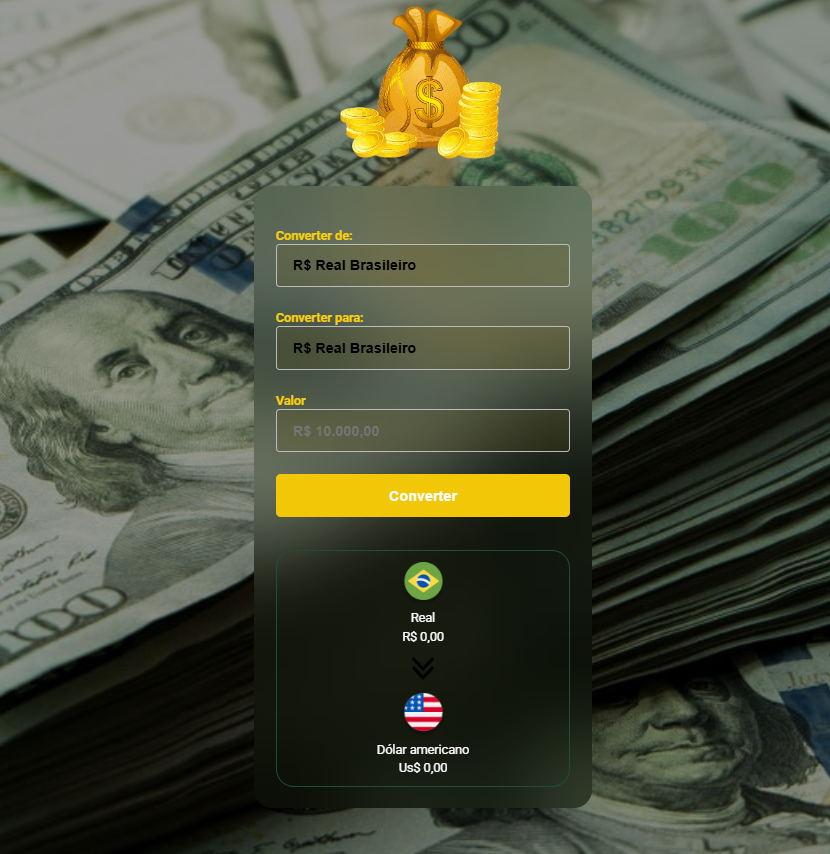 $
Converter de:
R$ Real Brasileiro
Converter para:
R$ Real Brasileiro
Valor
R$ 10.000,00
Converter
Real
R$ 0,00
Dólar americano
Us$ 0,00
100